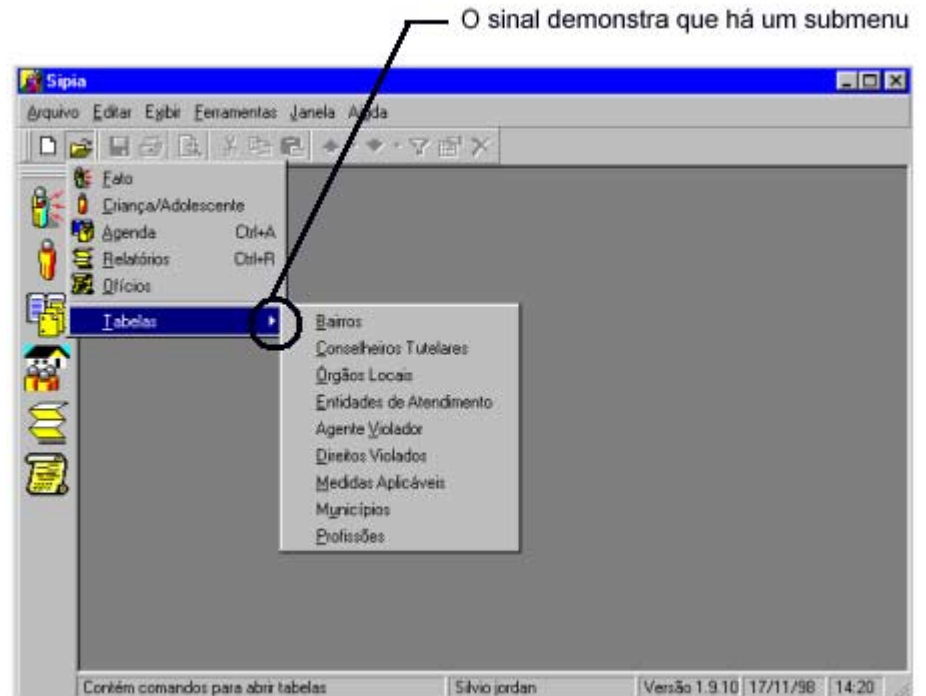 O sinal demonstra que há um submenu
Sipia
Arquivo Editar Exibir Ferramentas Janela Ajuda
Fato
Criança/Adolescente
Agenda Ctrl+A
Relatórios Ctrl+R
Ofícios
Tabelas
Bairros
Conselheiros Tutelares
Órgãos Locais
Entidades de Atendimento
Agente Violador
Direitos Violados
Medidas Aplicáveis
Municípios
Profissões
Contém comandos para abrir tabelas Silvio jordan Versão 1.9.10 17/11/98 14:20